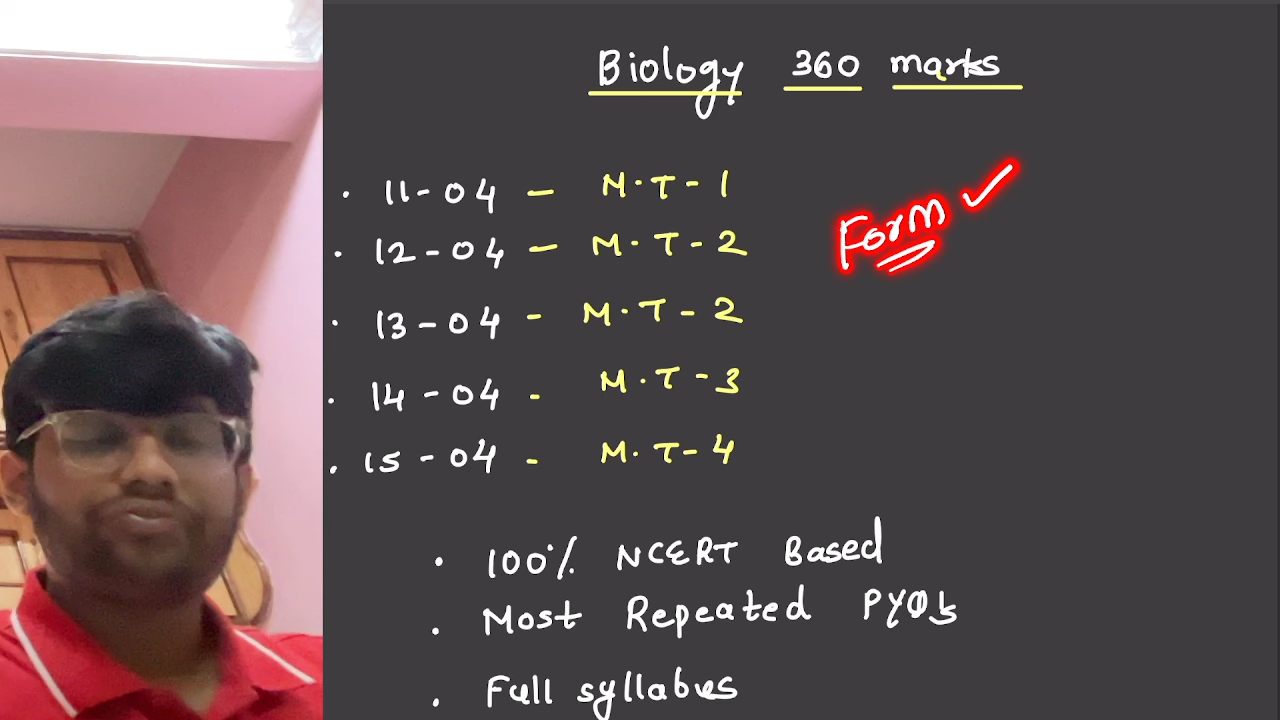 Biology 360 marks
· 11-04 - M.T-1
· 12-04 - M.T-2
Form ✓
· 13-04 - M.T-2
· 14-04 - M.T-3
· 15-04 - M.T-4
· 100% NCERT Based
· Most Repeated PYQs
· Full syllabus